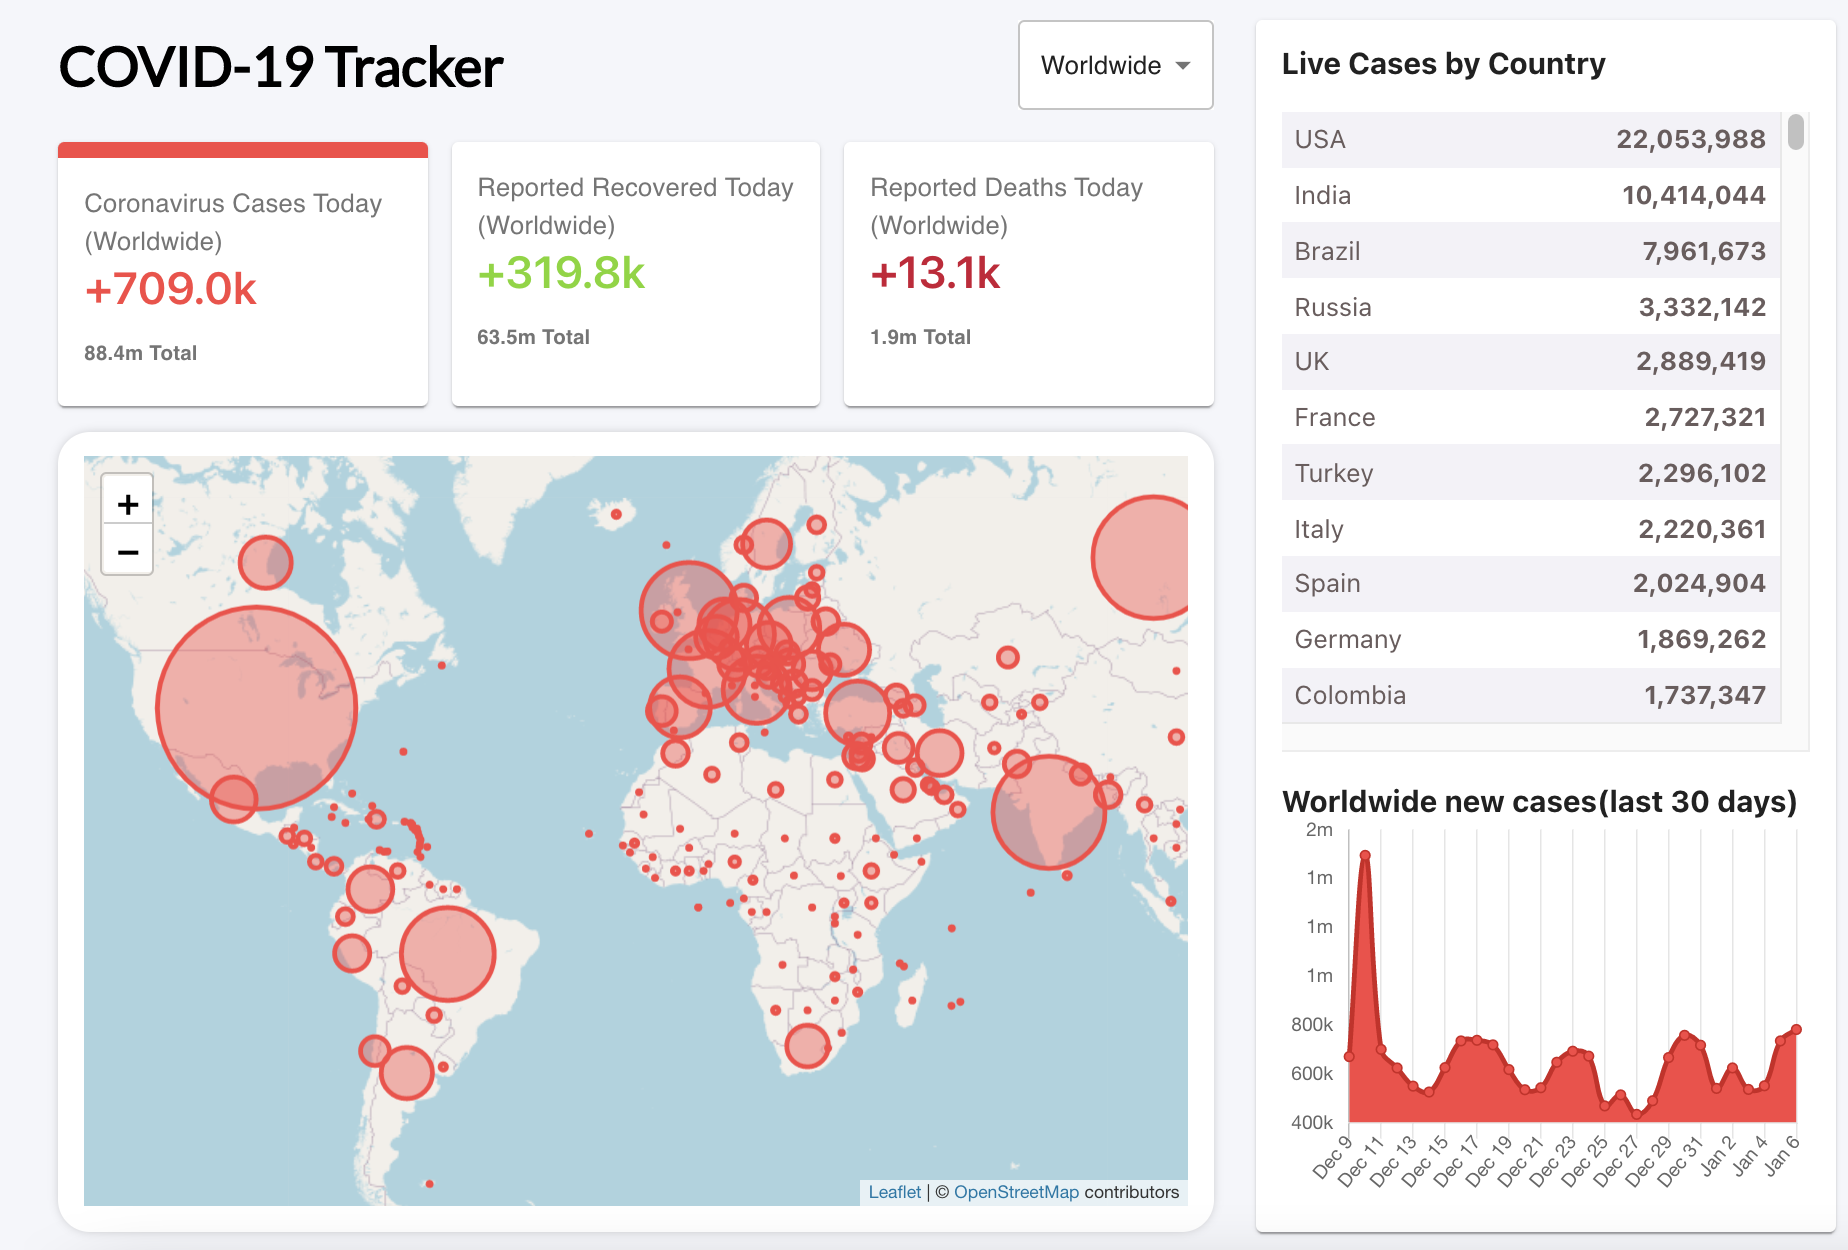 COVID-19 Tracker
Worldwide
Coronavirus Cases Today
(Worldwide)
+709.0k
88.4m Total
Reported Recovered Today
(Worldwide)
+319.8k
63.5m Total
Reported Deaths Today
(Worldwide)
+13.1k
1.9m Total
+
−
Leaflet | © OpenStreetMap contributors
Live Cases by Country
USA 22,053,988
India 10,414,044
Brazil 7,961,673
Russia 3,332,142
UK 2,889,419
France 2,727,321
Turkey 2,296,102
Italy 2,220,361
Spain 2,024,904
Germany 1,869,262
Colombia 1,737,347
Worldwide new cases(last 30 days)
2m
1m
1m
1m
800k
600k
400k
Dec 9 Dec 11 Dec 13 Dec 15 Dec 17 Dec 19 Dec 21 Dec 23 Dec 25 Dec 27 Dec 29 Dec 31 Jan 2 Jan 4 Jan 6